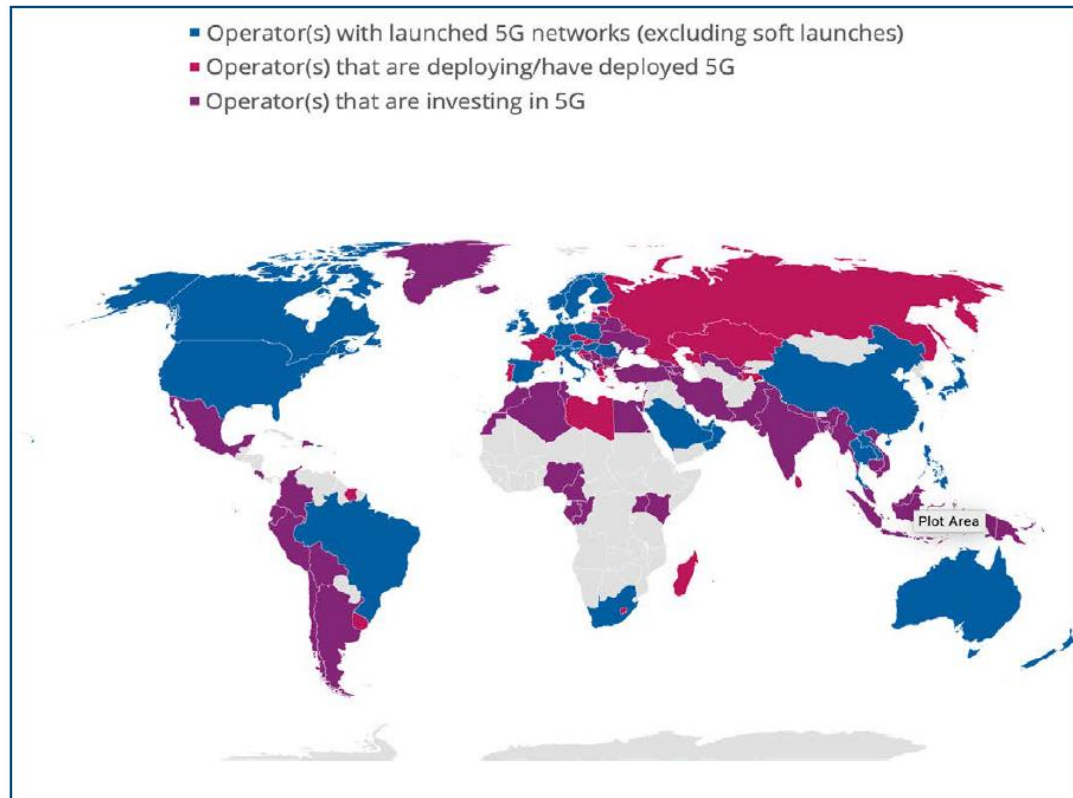 Operator(s) with launched 5G networks (excluding soft launches)
Operator(s) that are deploying/have deployed 5G
Operator(s) that are investing in 5G
Plot Area